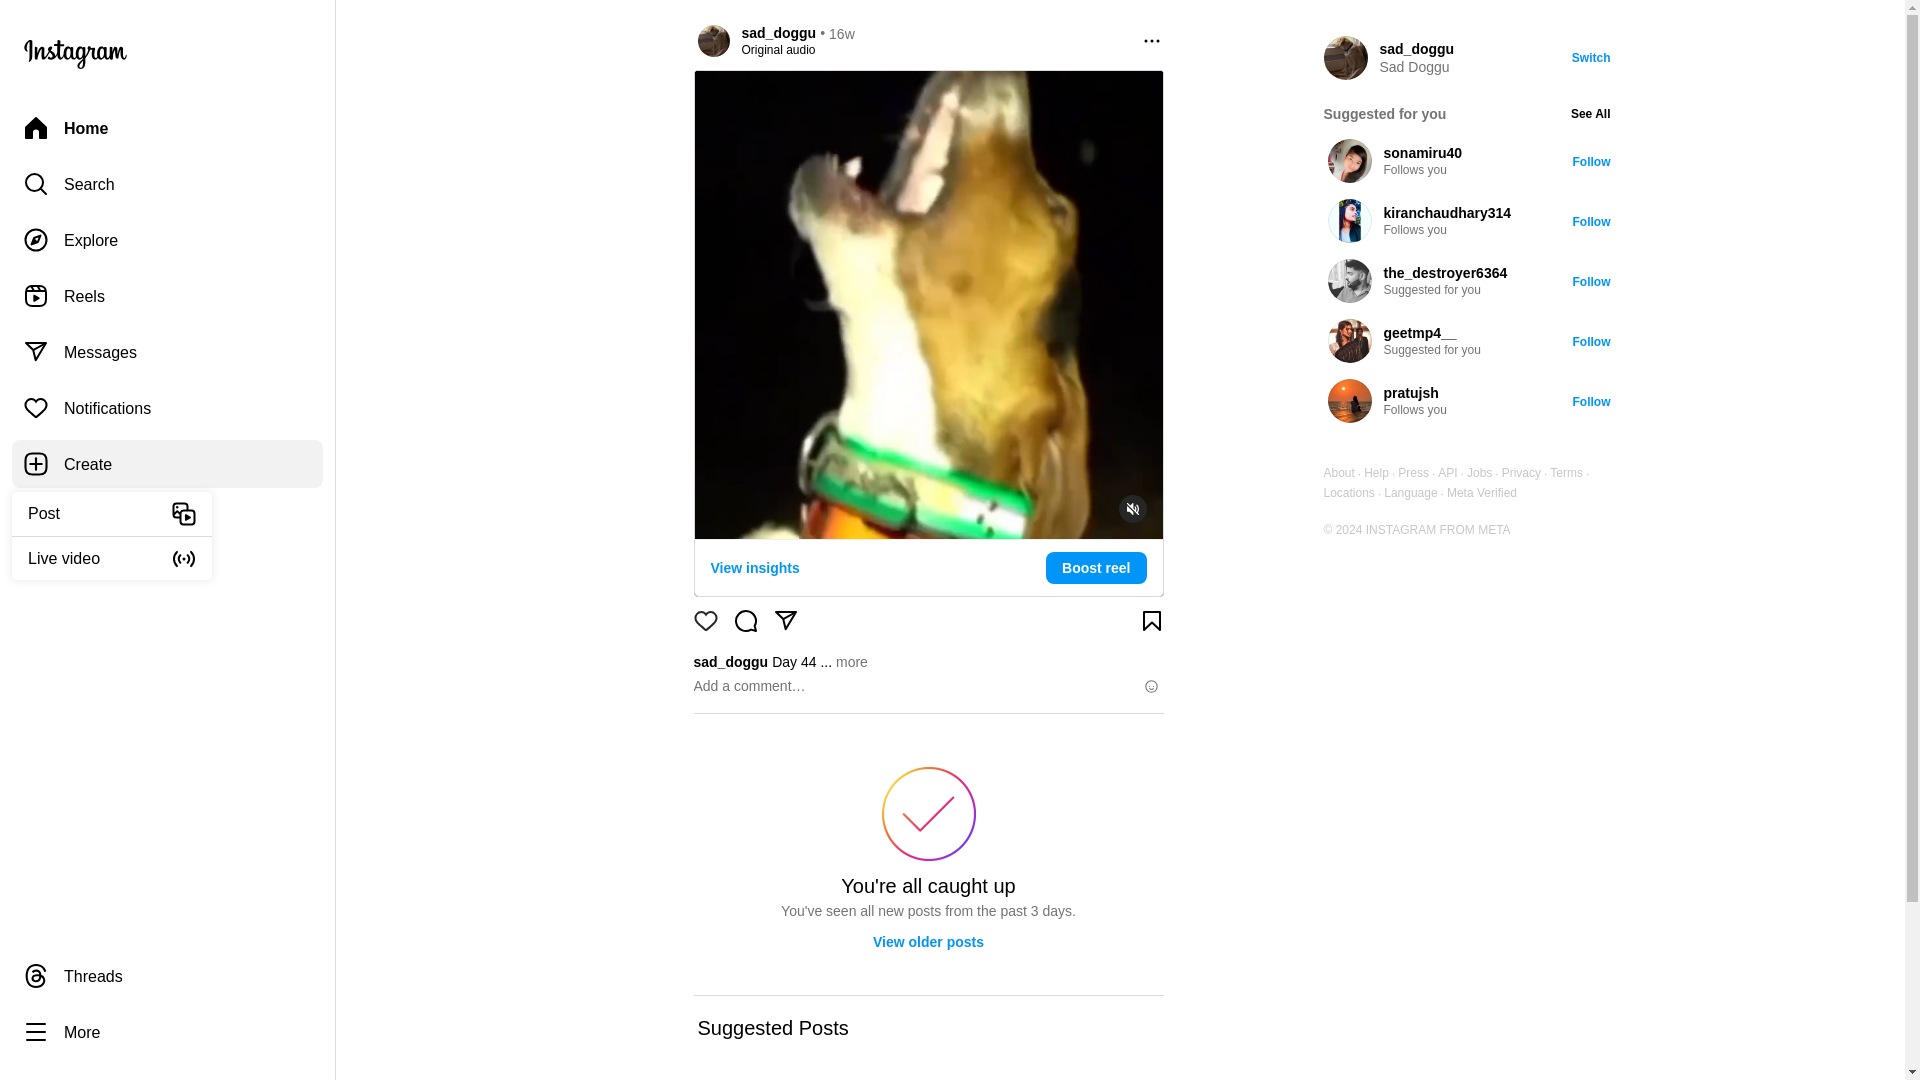 Instagram
Home
Search
Explore
Reels
Messages
Notifications
Create
Post
Live video
Threads
More
sad_doggu • 16w
Original audio
View insights
Boost reel
sad_doggu Day 44 ... more
Add a comment…
You're all caught up
You've seen all new posts from the past 3 days.
View older posts
Suggested Posts
sad_doggu
Sad Doggu
Switch
Suggested for you
See All
sonamiru40
Follows you
Follow
kiranchaudhary314
Follows you
Follow
the_destroyer6364
Suggested for you
Follow
geetmp4__
Suggested for you
Follow
pratujsh
Follows you
Follow
About · Help · Press · API · Jobs · Privacy · Terms ·
Locations · Language · Meta Verified
© 2024 INSTAGRAM FROM META